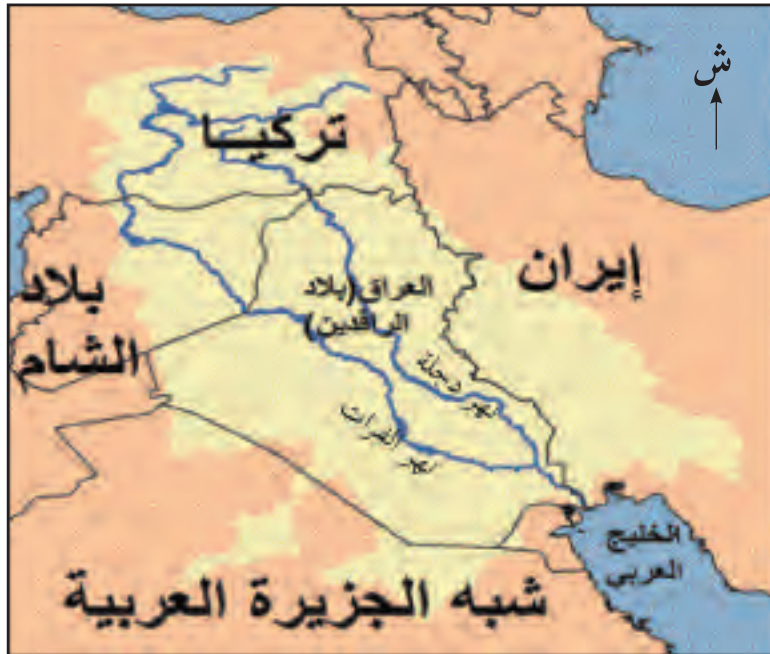 ش
تركيا
إيران
العراق(بلاد
الرافدين)
بلاد
الشام
نهر دجلة
نهر الفرات
الخليج
العربي
شبه الجزيرة العربية